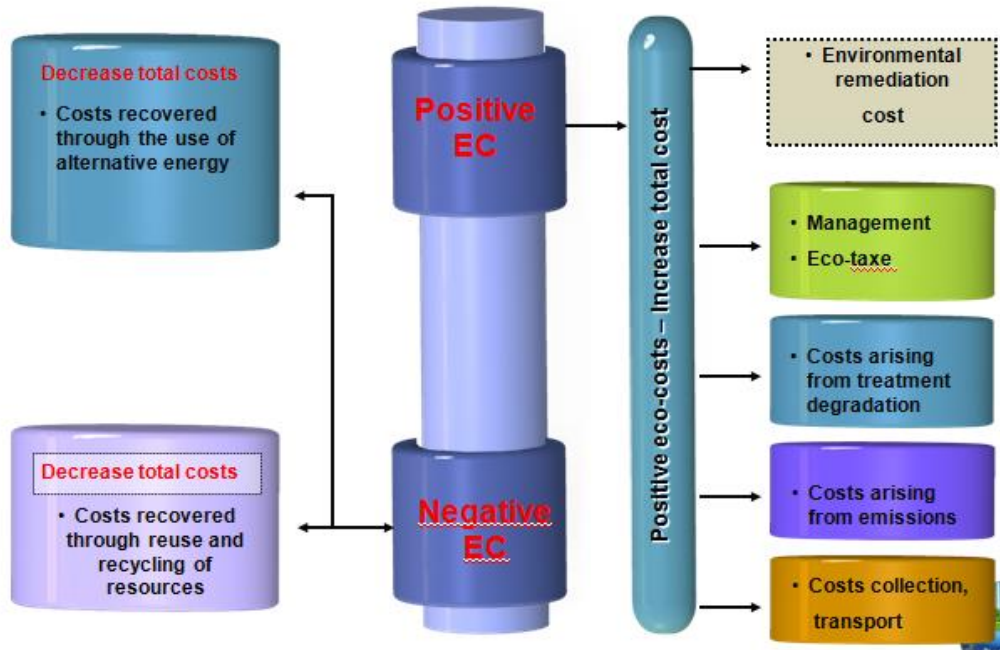 Decrease total costs
• Costs recovered
through the use of
alternative energy
Decrease total costs
• Costs recovered
through reuse and
recycling of
resources
Positive
EC
Negative
EC
Positive eco-costs – Increase total cost
• Environmental
remediation
cost
• Management
• Eco-taxe
• Costs arising
from treatment
degradation
• Costs arising
from emissions
• Costs collection,
transport